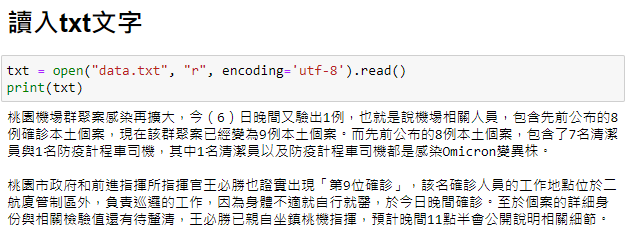 讀入txt文字
txt = open("data.txt", "r", encoding='utf-8').read()
print(txt)
桃園機場群聚案感染再擴大，今（6）日晚間又驗出1例，也就是說機場相關人員，包含先前公布的8
例確診本土個案，現在該群聚案已經變為9例本土個案。而先前公布的8例本土個案，包含了7名清潔
員與1名防疫計程車司機，其中1名清潔員以及防疫計程車司機都是感染Omicron變異株。
桃園市政府和前進指揮所指揮官王必勝也證實出現「第9位確診」，該名確診人員的工作地點位於二
航廈管制區外，負責巡邏的工作，因為身體不適就自行就醫，於今日晚間確診。至於個案的詳細身
份與相關檢驗值還有待釐清，王必勝已親自坐鎮桃機指揮，預計晚間11點半會公開說明相關細節。